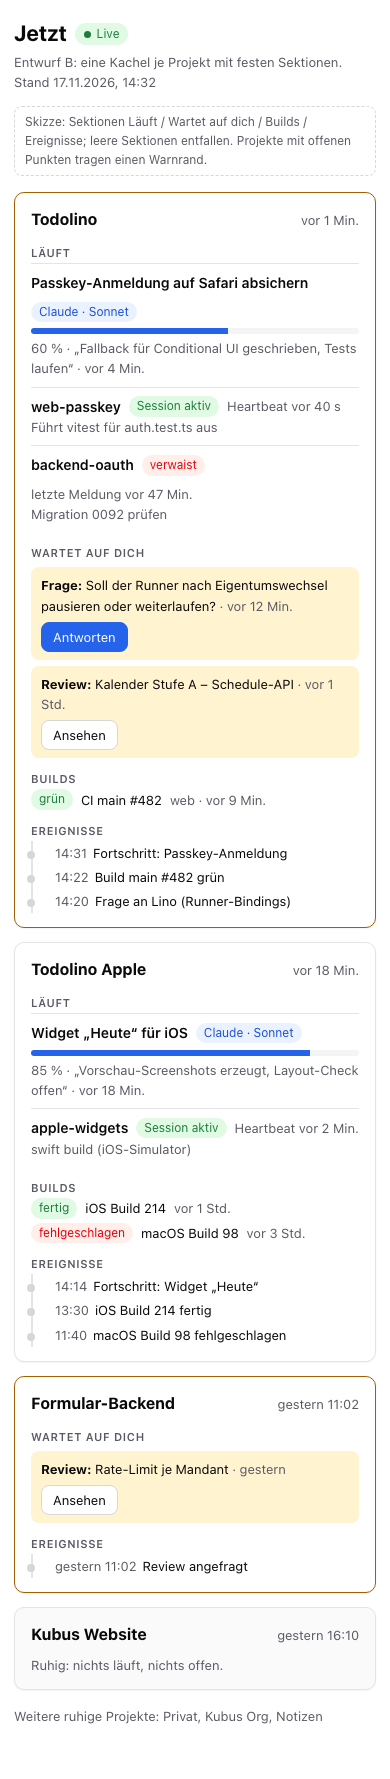 Jetzt Live
Entwurf B: eine Kachel je Projekt mit festen Sektionen.
Stand 17.11.2026, 14:32
Skizze: Sektionen Läuft / Wartet auf dich / Builds /
Ereignisse; leere Sektionen entfallen. Projekte mit offenen
Punkten tragen einen Warnrand.
Todolino vor 1 Min.
LÄUFT
Passkey-Anmeldung auf Safari absichern
Claude · Sonnet
60 % · „Fallback für Conditional UI geschrieben, Tests
laufen“ · vor 4 Min.
web-passkey Session aktiv Heartbeat vor 40 s
Führt vitest für auth.test.ts aus
backend-oauth verwaist
letzte Meldung vor 47 Min.
Migration 0092 prüfen
WARTET AUF DICH
Frage: Soll der Runner nach Eigentumswechsel
pausieren oder weiterlaufen? · vor 12 Min.
Antworten
Review: Kalender Stufe A – Schedule-API · vor 1
Std.
Ansehen
BUILDS
grün CI main #482 web · vor 9 Min.
EREIGNISSE
14:31 Fortschritt: Passkey-Anmeldung
14:22 Build main #482 grün
14:20 Frage an Lino (Runner-Bindings)
Todolino Apple vor 18 Min.
LÄUFT
Widget „Heute“ für iOS Claude · Sonnet
85 % · „Vorschau-Screenshots erzeugt, Layout-Check
offen“ · vor 18 Min.
apple-widgets Session aktiv Heartbeat vor 2 Min.
swift build (iOS-Simulator)
BUILDS
fertig iOS Build 214 vor 1 Std.
fehlgeschlagen macOS Build 98 vor 3 Std.
EREIGNISSE
14:14 Fortschritt: Widget „Heute“
13:30 iOS Build 214 fertig
11:40 macOS Build 98 fehlgeschlagen
Formular-Backend gestern 11:02
WARTET AUF DICH
Review: Rate-Limit je Mandant · gestern
Ansehen
EREIGNISSE
gestern 11:02 Review angefragt
Kubus Website gestern 16:10
Ruhig: nichts läuft, nichts offen.
Weitere ruhige Projekte: Privat, Kubus Org, Notizen